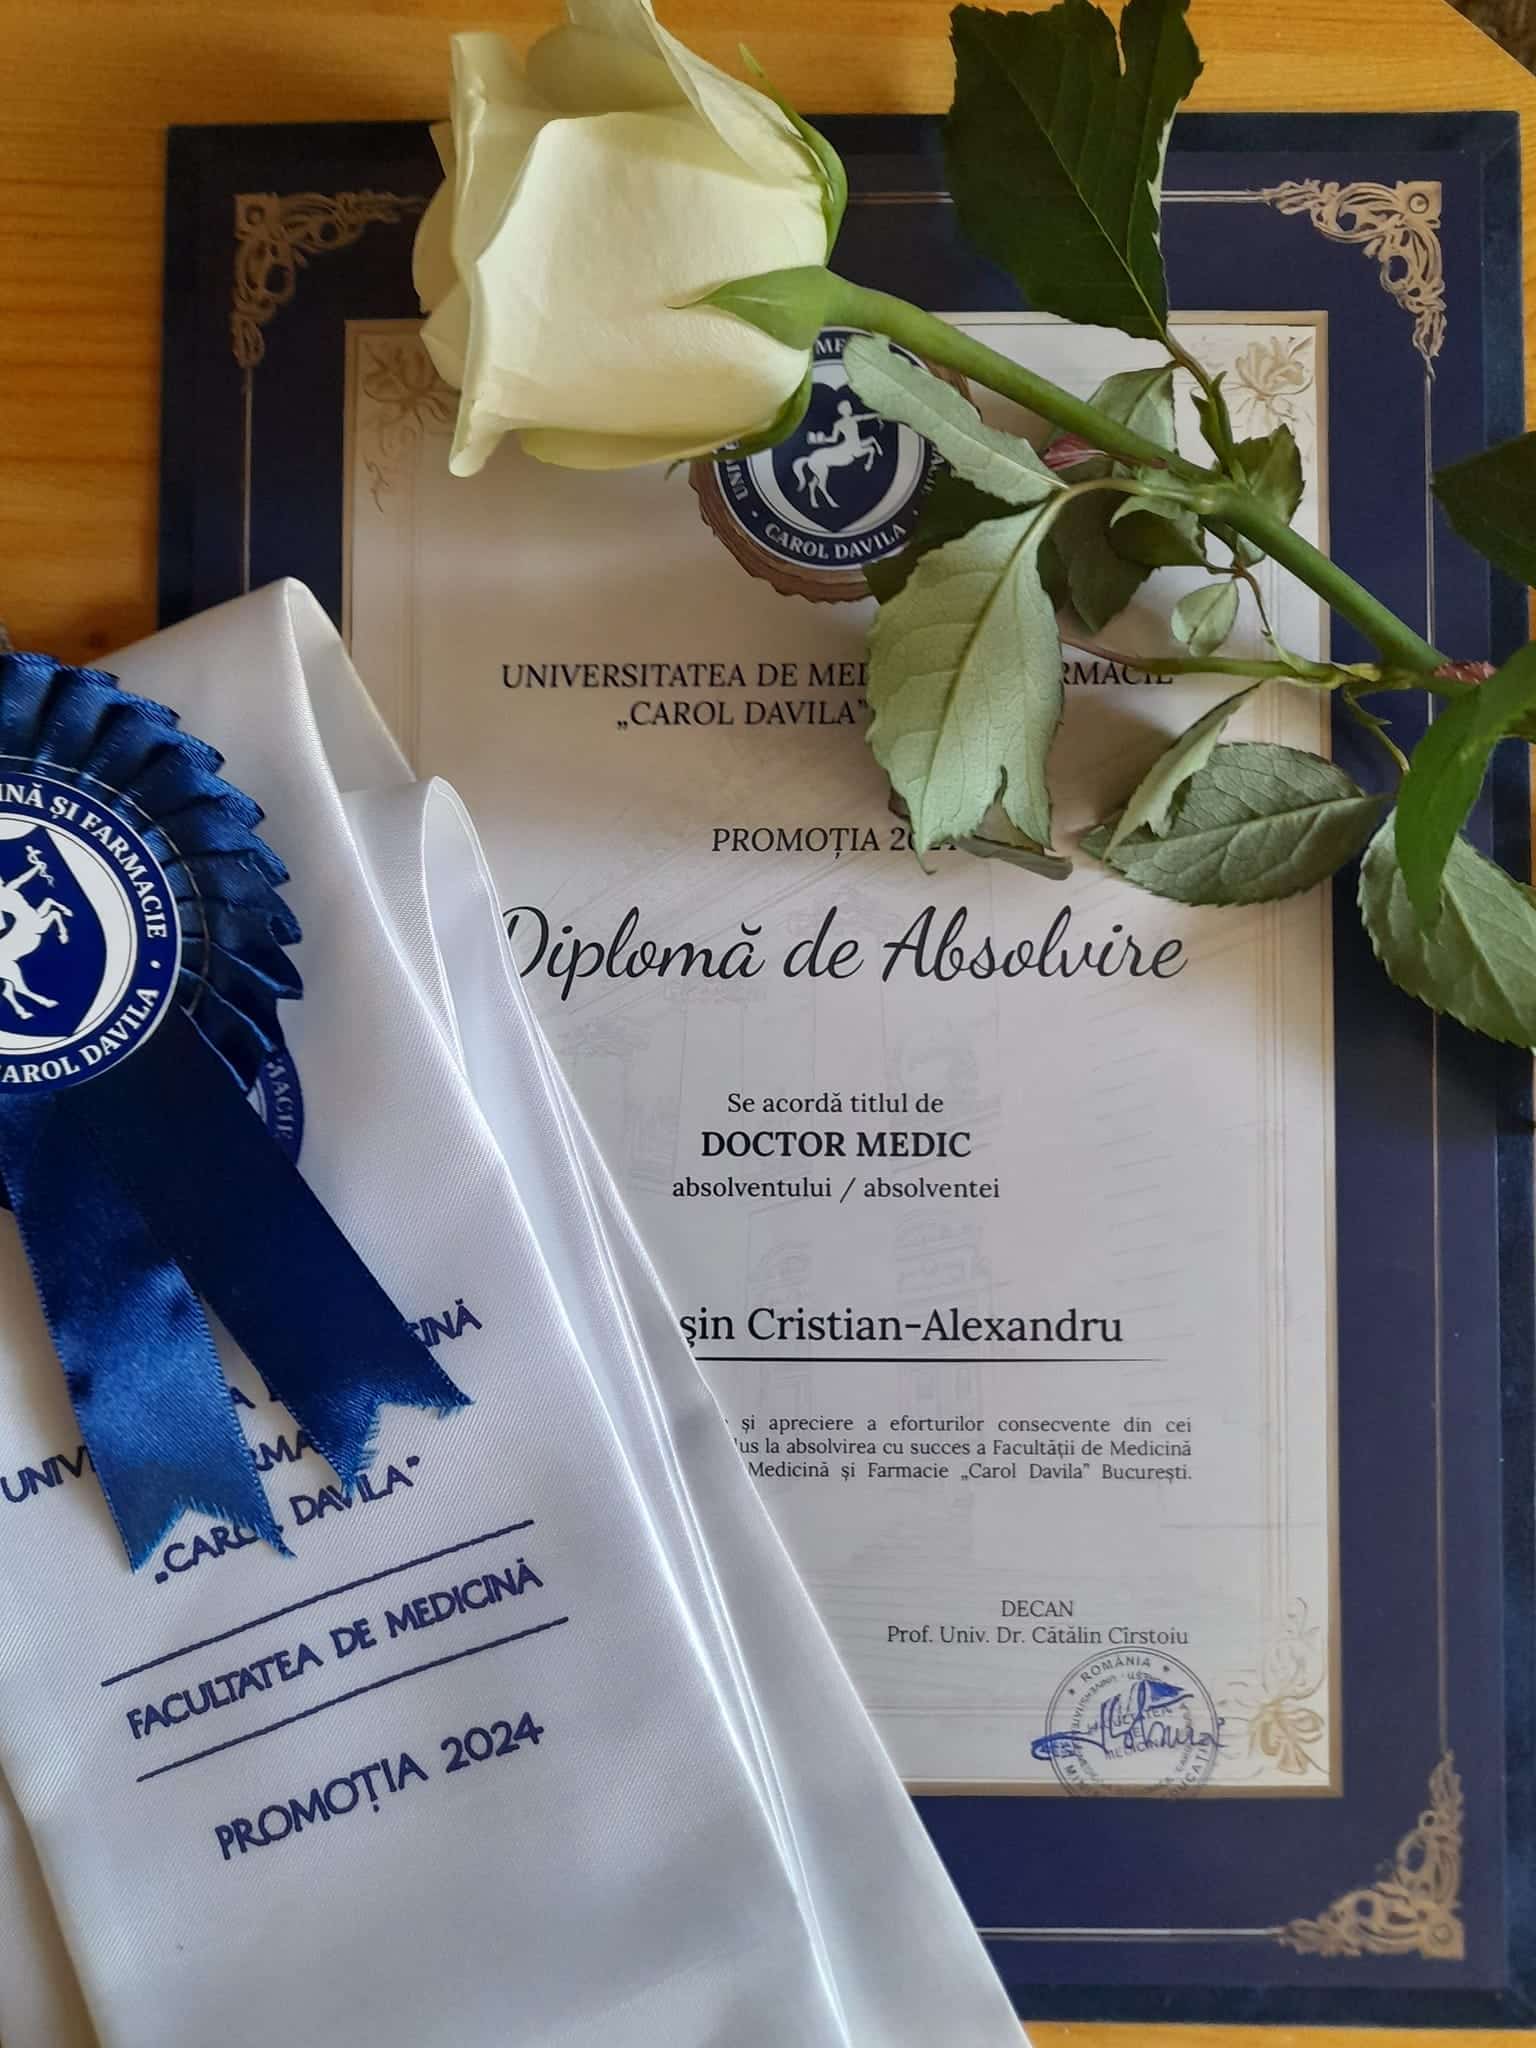 CAROL DAVILA
UNIVERSITATEA DE
„CAROL DAVILA”
PROMOȚIA
Diplomă de Absolvire
Se acordă titlul de
DOCTOR MEDIC
absolventului / absolventei
șin Cristian-Alexandru
și apreciere a eforturilor consecvente din cei
la absolvirea cu succes a Facultății de Medicină
Medicină și Farmacie „Carol Davila” București.
DECAN
Prof. Univ. Dr. Cătălin Cîrstoiu
ROMÂNIA
INĂ ȘI FARMACIE
CAROL DAVILA
MACIE
„CAROL DAVILA”
FACULTATEA DE MEDICINĂ
PROMOȚIA 2024